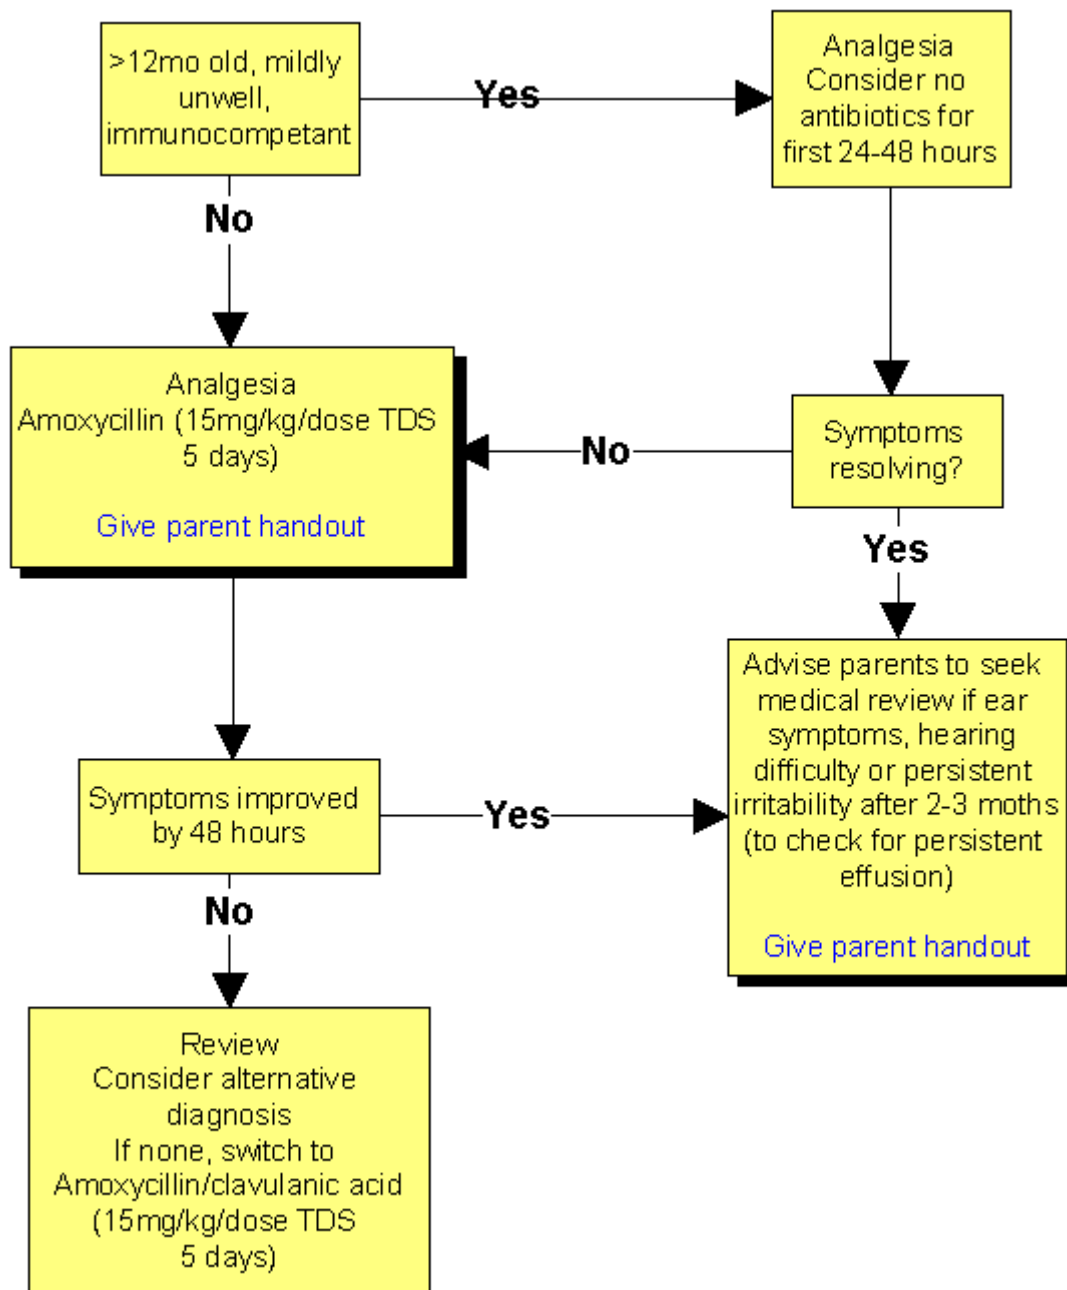 >12mo old, mildly
unwell,
immunocompetant
Yes
Analgesia
Consider no
antibiotics for
first 24-48 hours
No
Analgesia
Amoxycillin (15mg/kg/dose TDS
5 days)
Give parent handout
No
Symptoms
resolving?
Yes
Advise parents to seek
medical review if ear
symptoms, hearing
difficulty or persistent
irritability after 2-3 moths
(to check for persistent
effusion)
Give parent handout
Symptoms improved
by 48 hours
Yes
No
Review
Consider alternative
diagnosis
If none, switch to
Amoxycillin/clavulanic acid
(15mg/kg/dose TDS
5 days)